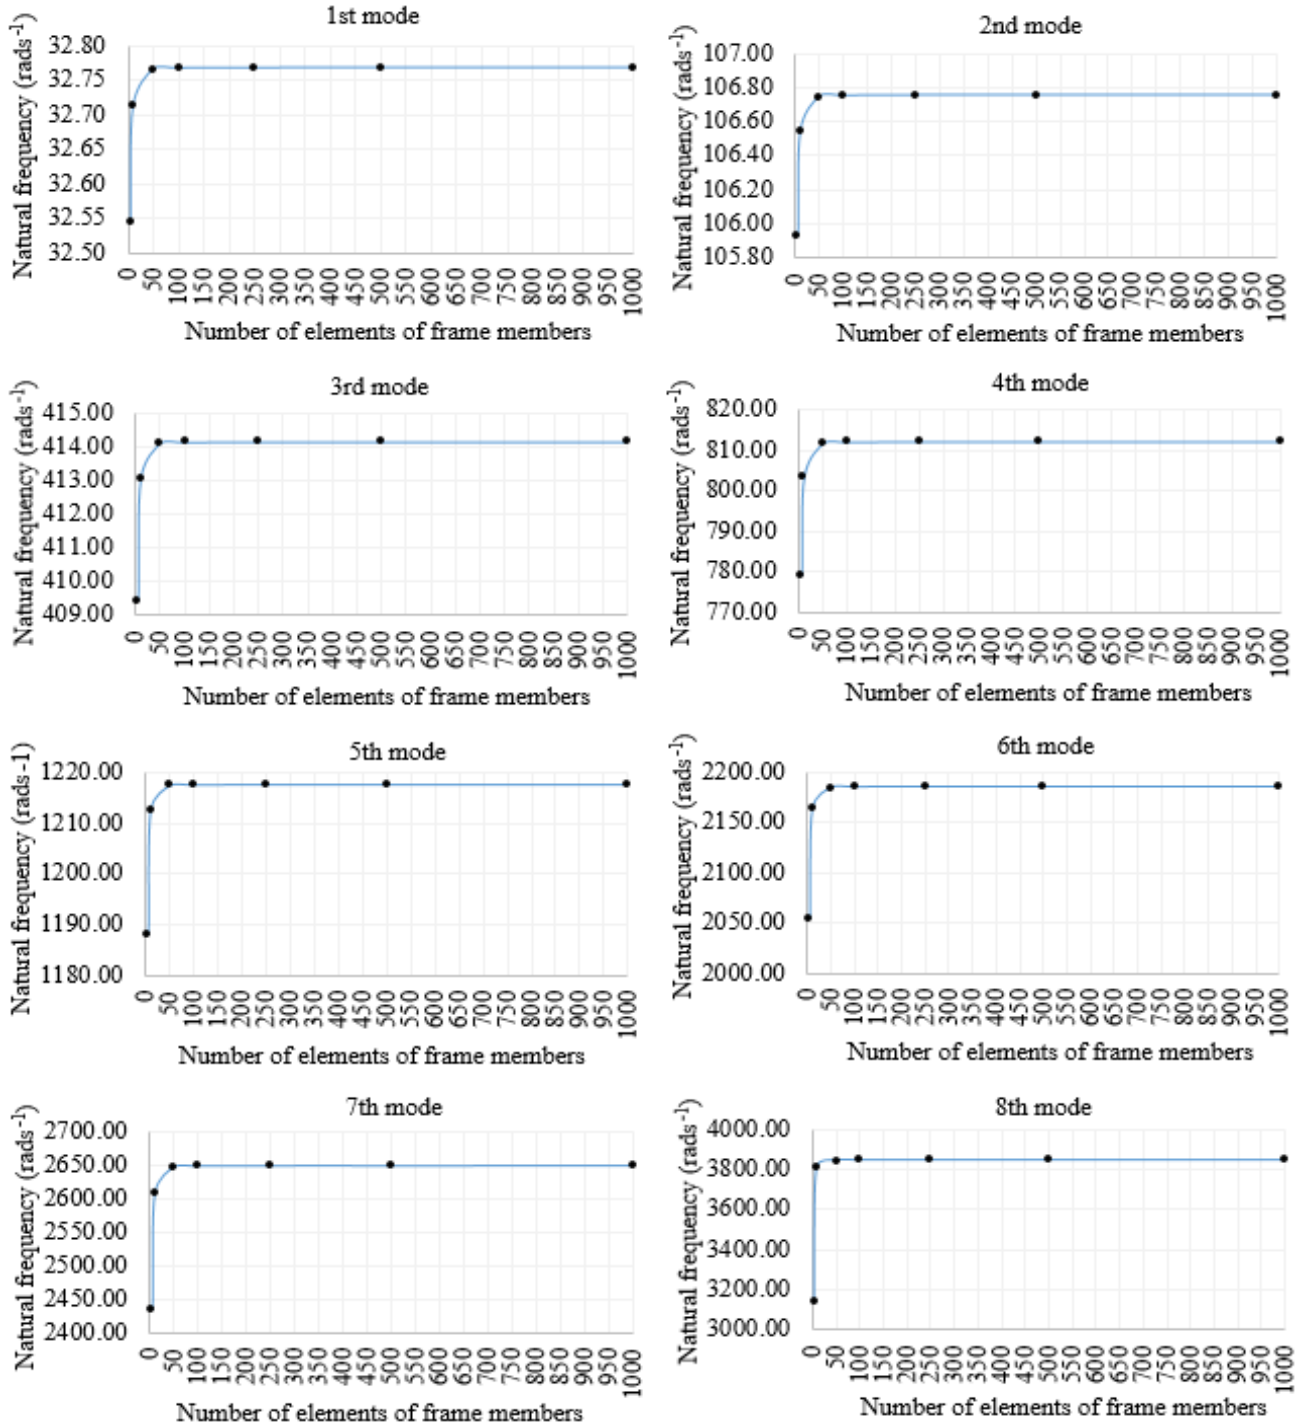 1st mode
Natural frequency (rads⁻¹)
32.80
32.75
32.70
32.65
32.60
32.55
32.50
0 50 100 150 200 250 300 350 400 450 500 550 600 650 700 750 800 850 900 950 1000
Number of elements of frame members
2nd mode
Natural frequency (rads⁻¹)
107.00
106.80
106.60
106.40
106.20
106.00
105.80
0 50 100 150 200 250 300 350 400 450 500 550 600 650 700 750 800 850 900 950 1000
Number of elements of frame members
3rd mode
Natural frequency (rads⁻¹)
415.00
414.00
413.00
412.00
411.00
410.00
409.00
0 50 100 150 200 250 300 350 400 450 500 550 600 650 700 750 800 850 900 950 1000
Number of elements of frame members
4th mode
Natural frequency (rads⁻¹)
820.00
810.00
800.00
790.00
780.00
770.00
0 50 100 150 200 250 300 350 400 450 500 550 600 650 700 750 800 850 900 950 1000
Number of elements of frame members
5th mode
Natural frequency (rads-1)
1220.00
1210.00
1200.00
1190.00
1180.00
0 50 100 150 200 250 300 350 400 450 500 550 600 650 700 750 800 850 900 950 1000
Number of elements of frame members
6th mode
Natural frequency (rads⁻¹)
2200.00
2150.00
2100.00
2050.00
2000.00
0 50 100 150 200 250 300 350 400 450 500 550 600 650 700 750 800 850 900 950 1000
Number of elements of frame members
7th mode
Natural frequency (rads⁻¹)
2700.00
2650.00
2600.00
2550.00
2500.00
2450.00
2400.00
0 50 100 150 200 250 300 350 400 450 500 550 600 650 700 750 800 850 900 950 1000
Number of elements of frame members
8th mode
Natural frequency (rads⁻¹)
4000.00
3800.00
3600.00
3400.00
3200.00
3000.00
0 50 100 150 200 250 300 350 400 450 500 550 600 650 700 750 800 850 900 950 1000
Number of elements of frame members